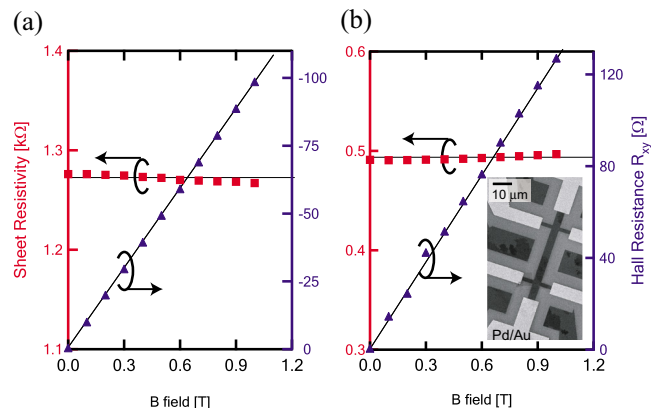 (a)
(b)
Sheet Resistivity [kΩ]
1.4
1.3
1.2
1.1
-100
-75
-50
-25
0
0.0 0.3 0.6 0.9 1.2
B field [T]
0.6
0.5
0.4
0.3
120
80
40
0
Hall Resistance Rxy [Ω]
10 µm
Pd/Au
0.0 0.3 0.6 0.9 1.2
B field [T]